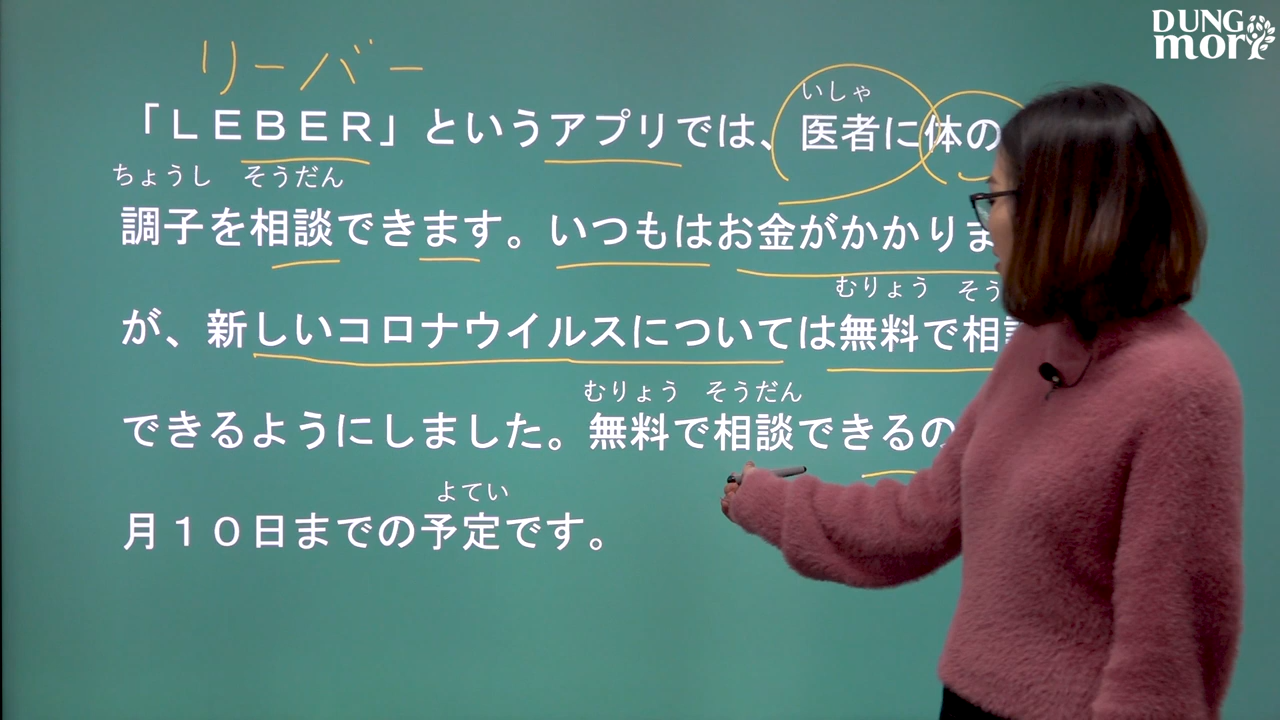 DUNG
mori
リーバー
いしゃ
「ＬＥＢＥＲ」というアプリでは、医者に体の
ちょうし そうだん
調子を相談できます。いつもはお金がかかりま
むりょう そう
が、新しいコロナウイルスについては無料で相談
むりょう そうだん
できるようにしました。無料で相談できるの
よてい
月１０日までの予定です。